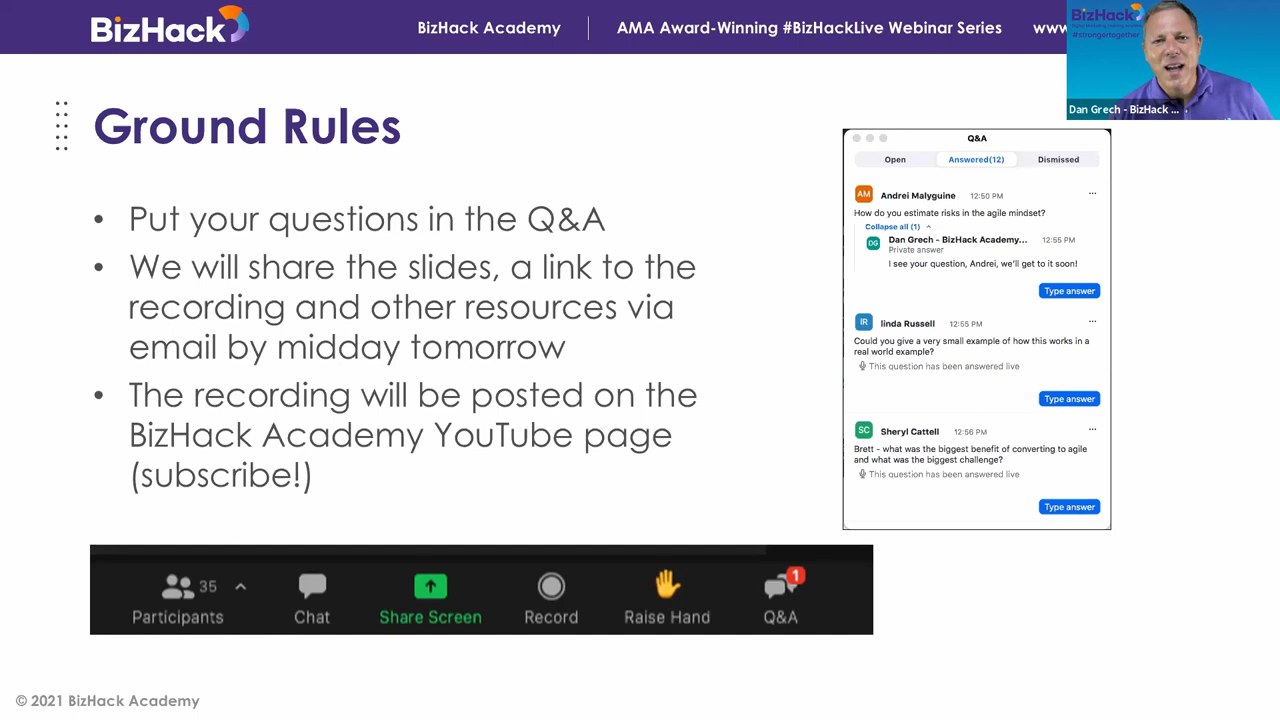 BizHack
BizHack Academy
AMA Award-Winning #BizHackLive Webinar Series
www
BizHack
#strongertogether
Dan Grech - BizHack ...
Ground Rules
• Put your questions in the Q&A
• We will share the slides, a link to the
recording and other resources via
email by midday tomorrow
• The recording will be posted on the
BizHack Academy YouTube page
(subscribe!)
Q&A
Open
Answered(12)
Dismissed
AM
Andrei Malyguine 12:50 PM
...
How do you estimate risks in the agile mindset?
Collapse all (1)
DG
Dan Grech - BizHack Academy... 12:55 PM
Private answer
I see your question, Andrei, we'll get to it soon!
Type answer
lR
linda Russell 12:55 PM
...
Could you give a very small example of how this works in a
real world example?
This question has been answered live
Type answer
SC
Sheryl Cattell 12:56 PM
...
Brett - what was the biggest benefit of converting to agile
and what was the biggest challenge?
This question has been answered live
Type answer
35
1
Participants
Chat
Share Screen
Record
Raise Hand
Q&A
© 2021 BizHack Academy